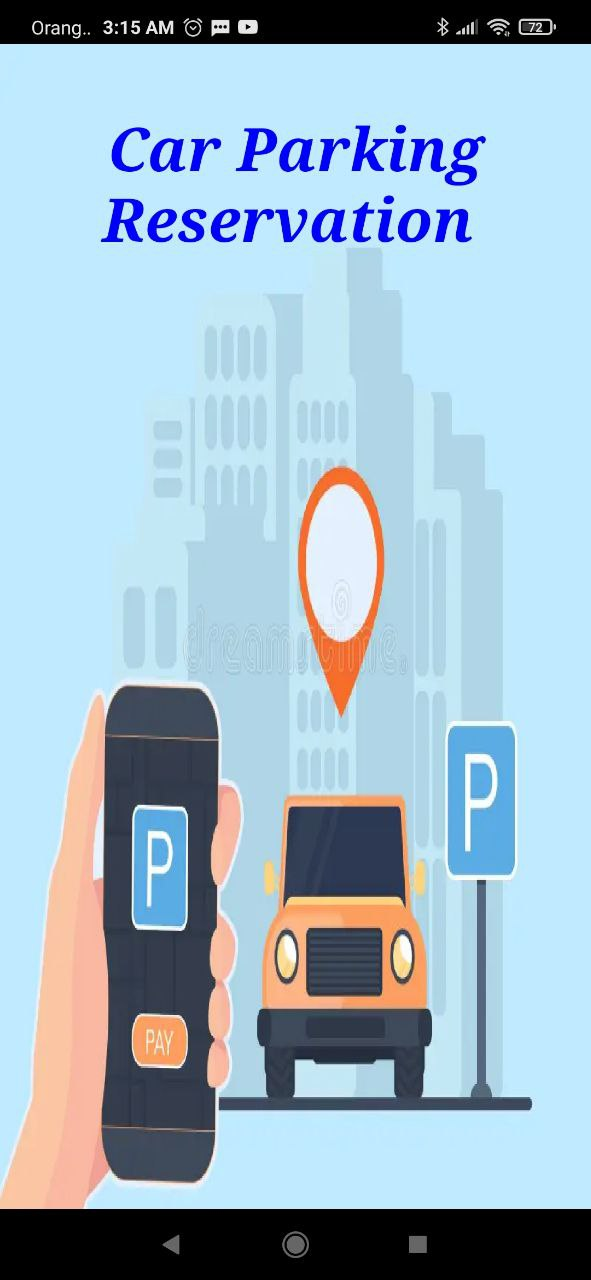 Orang.. 3:15 AM 72
Car Parking
Reservation
dreamstime.
P
P
PAY